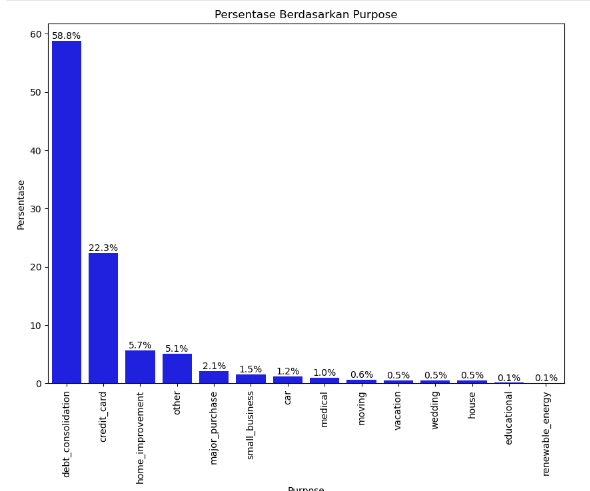 Persentase Berdasarkan Purpose
60
50
40
30
20
10
0
Persentase
58.8%
22.3%
5.7%
5.1%
2.1%
1.5%
1.2%
1.0%
0.6%
0.5%
0.5%
0.5%
0.1%
0.1%
debt_consolidation
credit_card
home_improvement
other
major_purchase
small_business
car
medical
moving
vacation
wedding
house
educational
renewable_energy
Purpose